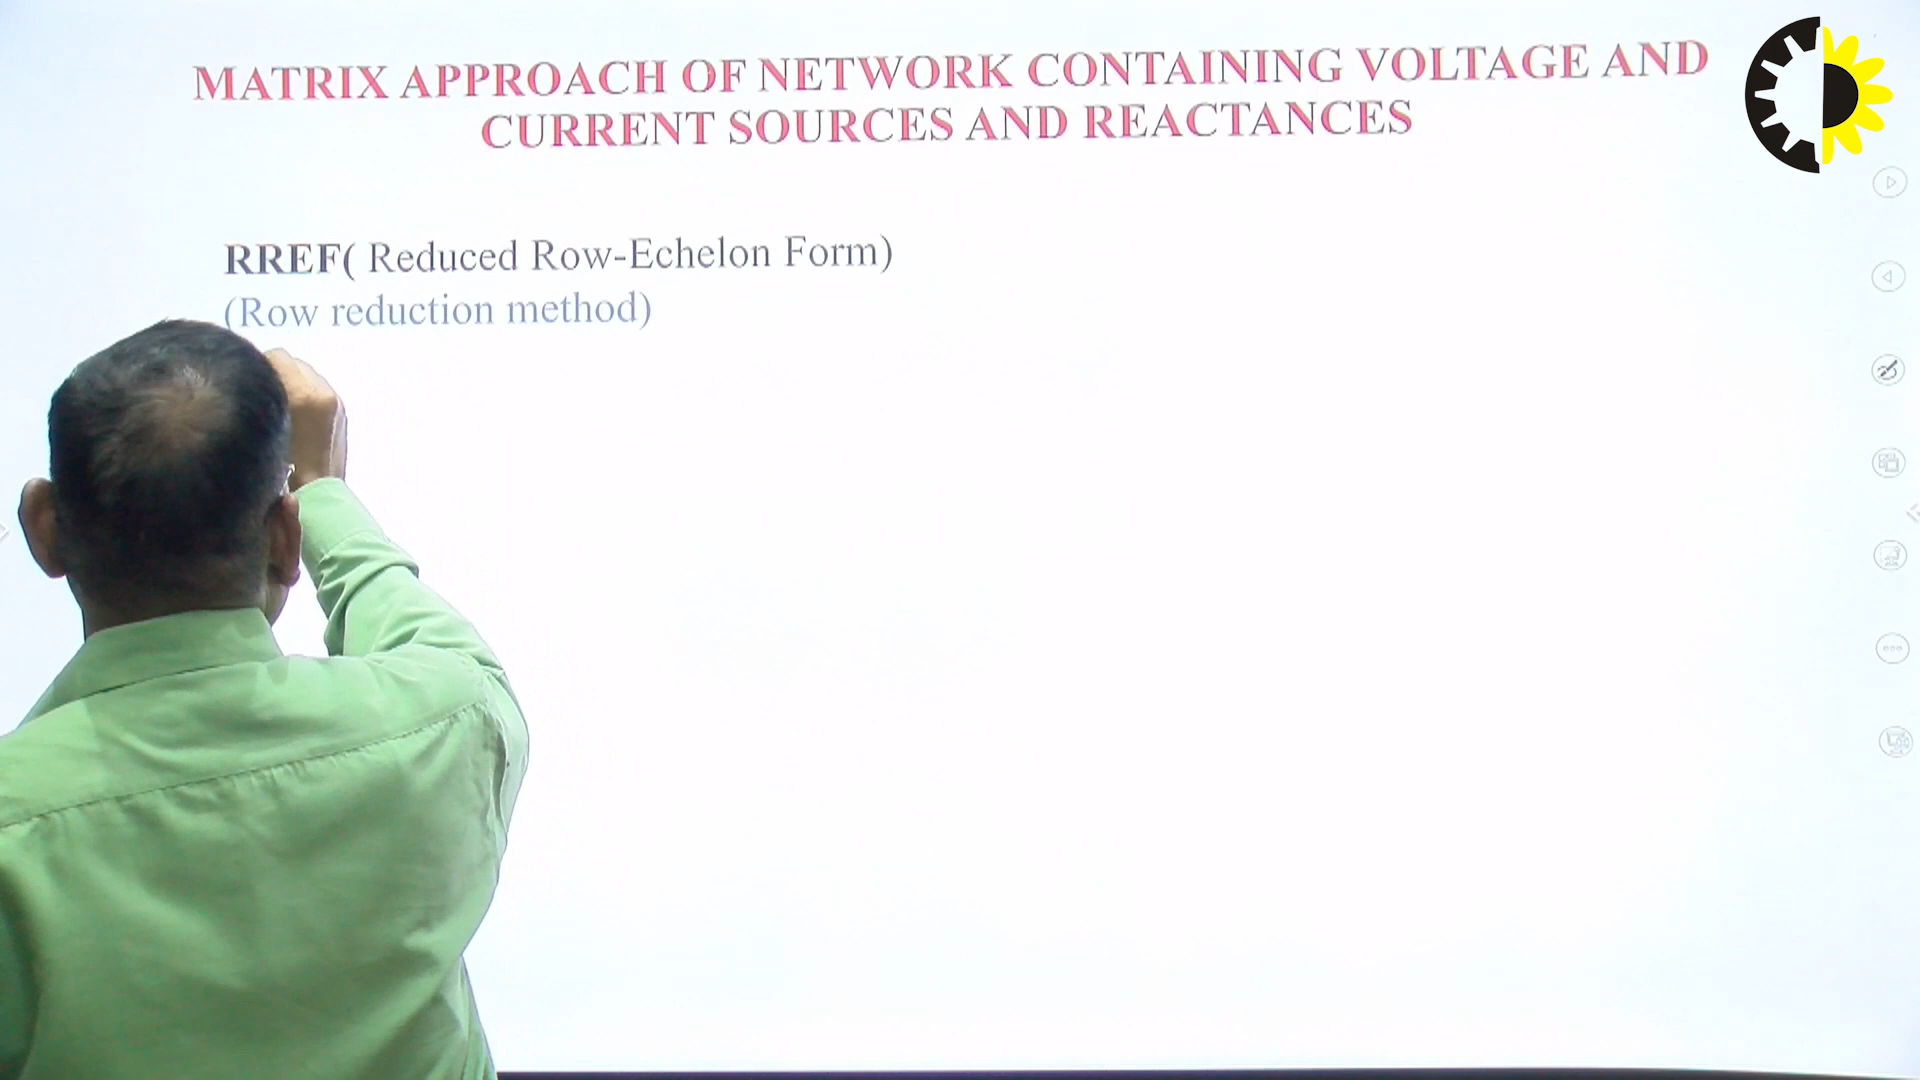 MATRIX APPROACH OF NETWORK CONTAINING VOLTAGE AND
CURRENT SOURCES AND REACTANCES
RREF( Reduced Row-Echelon Form)
(Row reduction method)